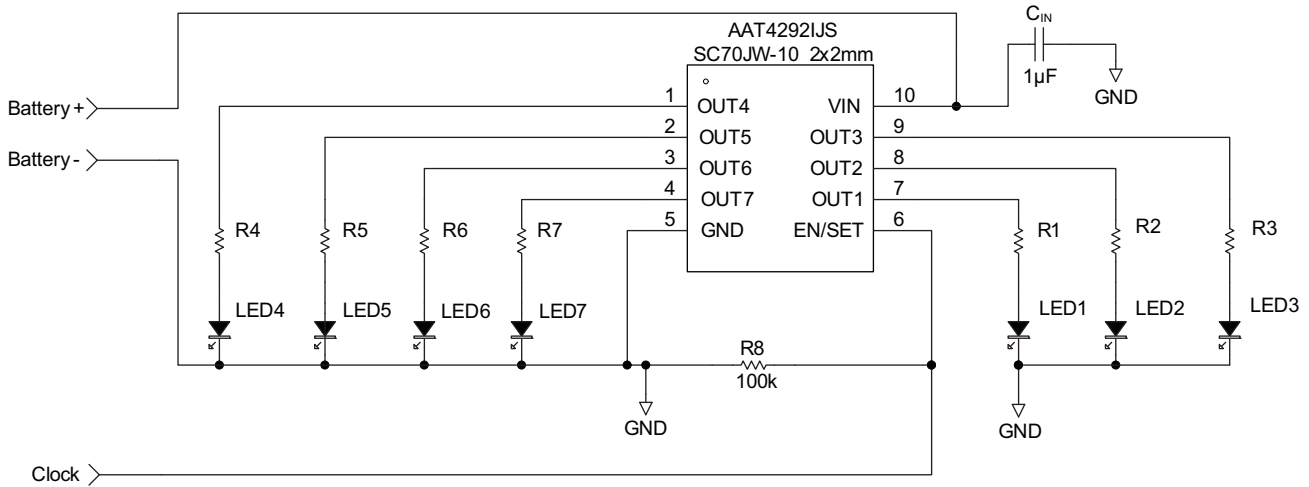 AAT4292IJS
SC70JW-10 2x2mm
C_IN
1µF
GND
Battery +
Battery -
1
OUT4
VIN
10
2
OUT5
OUT3
9
3
OUT6
OUT2
8
4
OUT7
OUT1
7
5
GND
EN/SET
6
R4
R5
R6
R7
R1
R2
R3
LED4
LED5
LED6
LED7
LED1
LED2
LED3
R8
100k
GND
GND
Clock